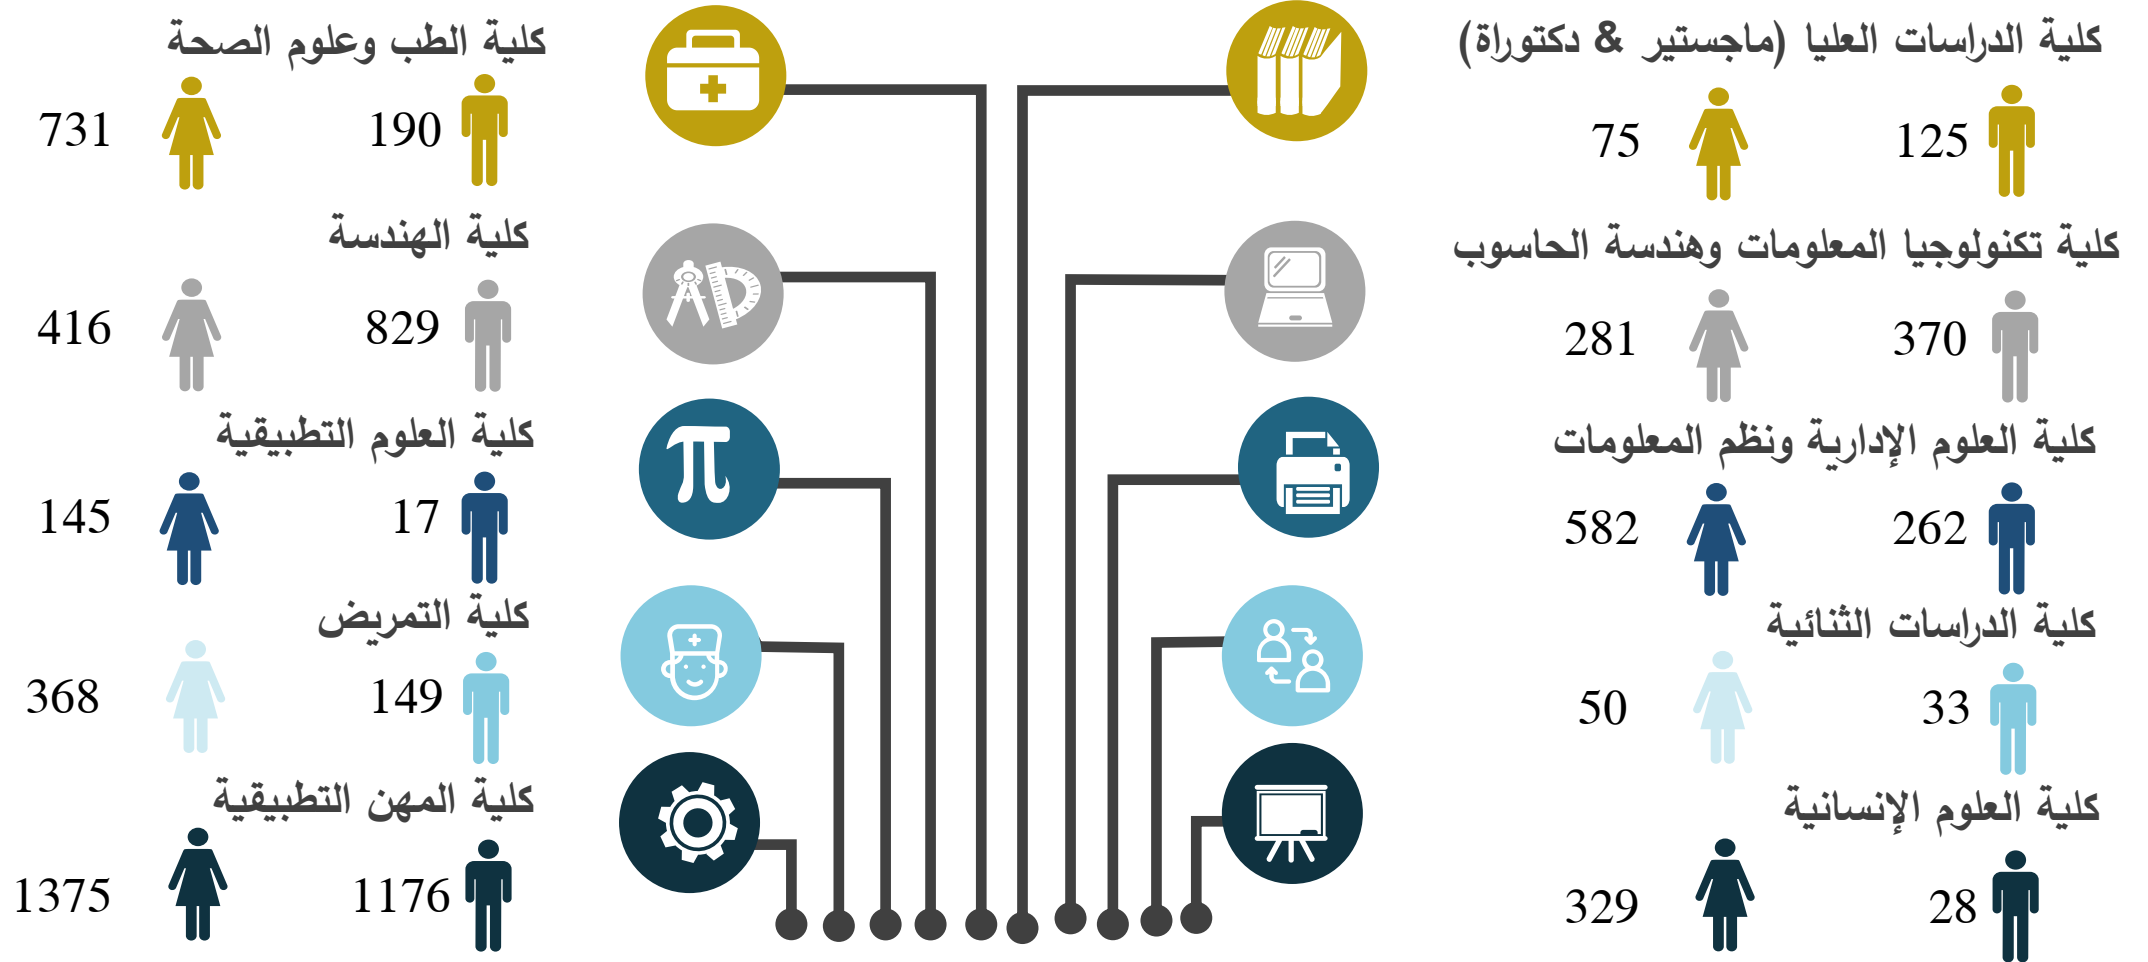 كلية الدراسات العليا (ماجستير & دكتوراة)
125
75
كلية تكنولوجيا المعلومات وهندسة الحاسوب
370
281
كلية العلوم الإدارية ونظم المعلومات
262
582
كلية الدراسات الثنائية
33
50
كلية العلوم الإنسانية
28
329
كلية الطب وعلوم الصحة
190
731
كلية الهندسة
829
416
كلية العلوم التطبيقية
17
145
كلية التمريض
149
368
كلية المهن التطبيقية
1176
1375
π